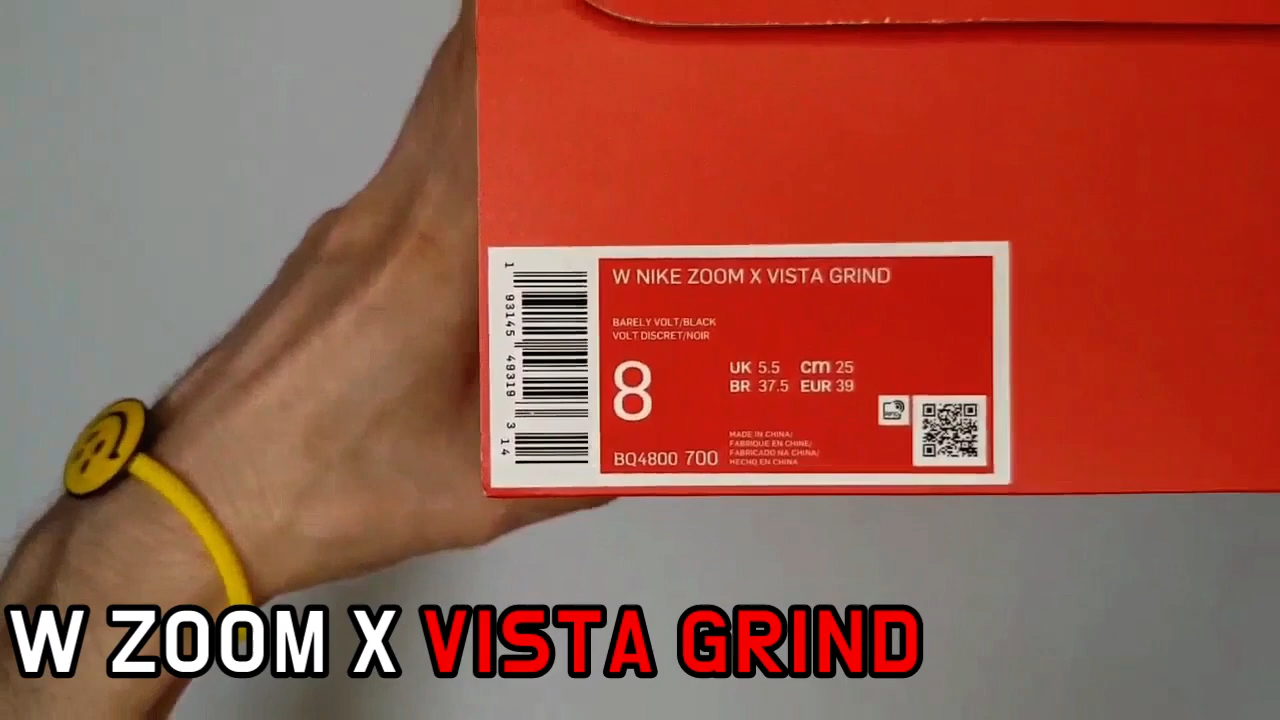 W NIKE ZOOM X VISTA GRIND
BARELY VOLT/BLACK
VOLT DISCRET/NOIR
8
UK 5.5 cm 25
BR 37.5 EUR 39
BQ4800 700
MADE IN CHINA/
FABRIQUE EN CHINE/
FABRICADO NA CHINA/
HECHO EN CHINA
1 93145 49319 3 14
W ZOOM X VISTA GRIND